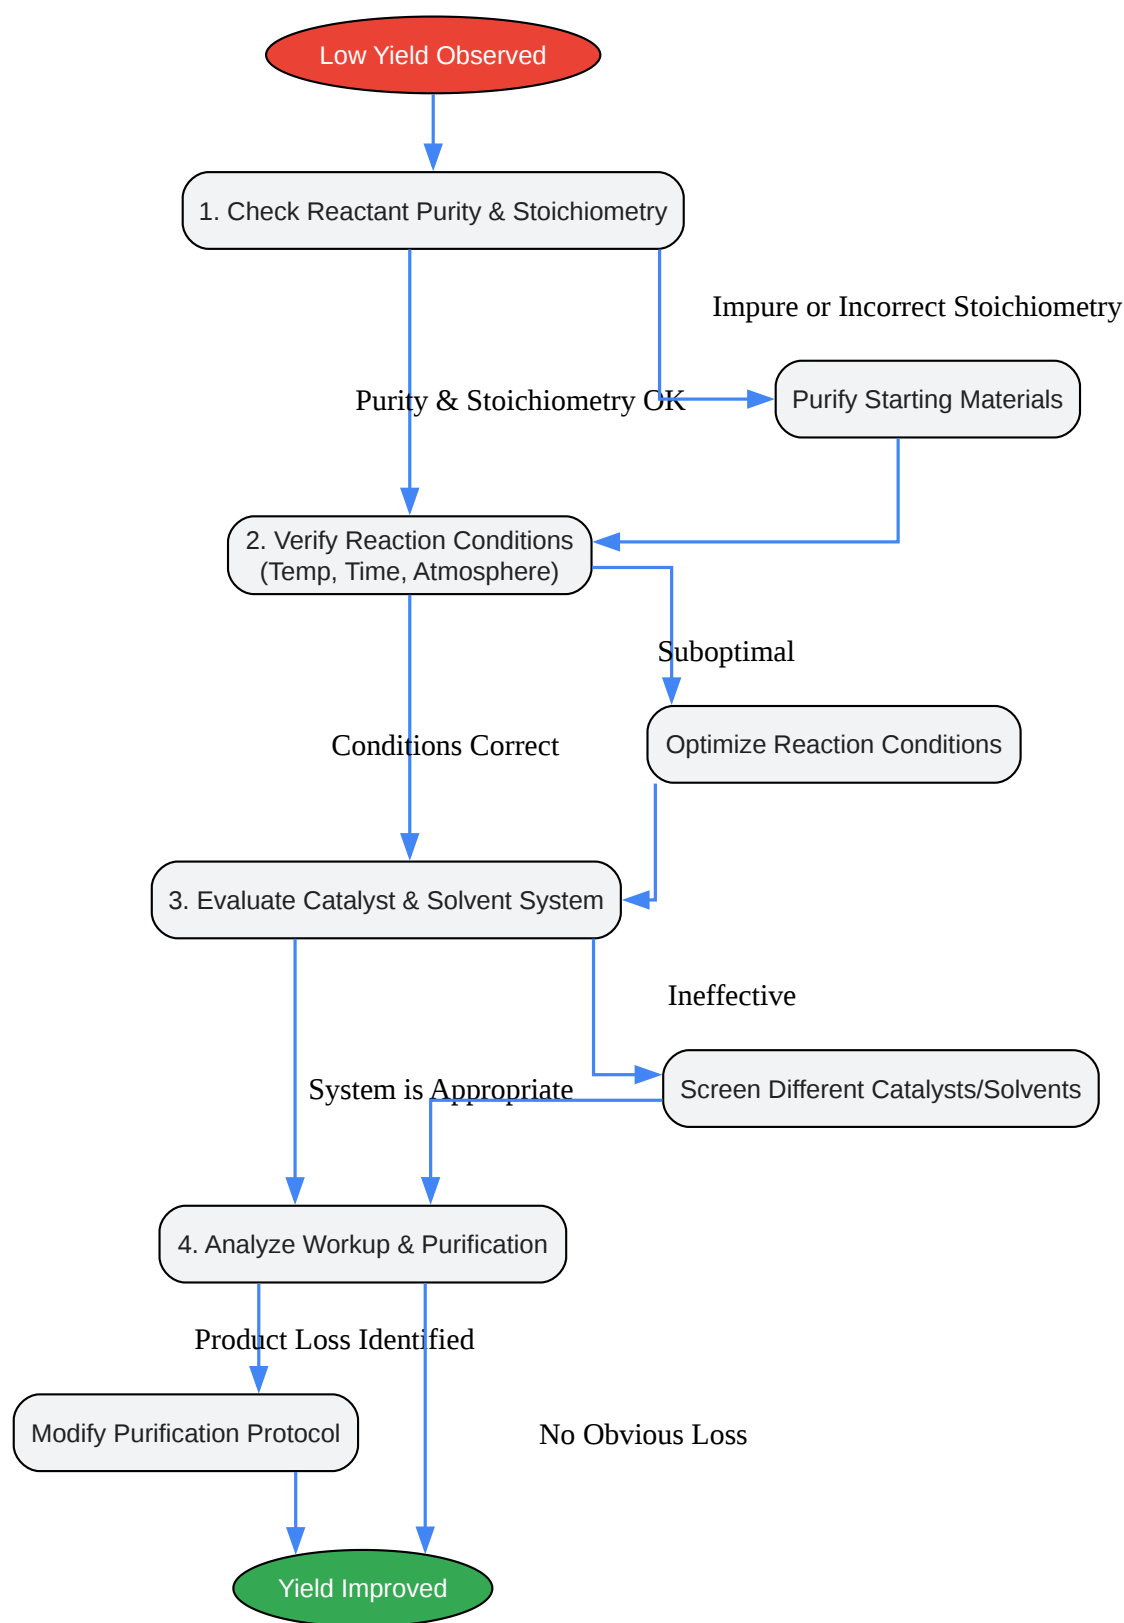 Low Yield Observed
1. Check Reactant Purity & Stoichiometry
Impure or Incorrect Stoichiometry
Purity & Stoichiometry OK
Purify Starting Materials
2. Verify Reaction Conditions
(Temp, Time, Atmosphere)
Suboptimal
Conditions Correct
Optimize Reaction Conditions
3. Evaluate Catalyst & Solvent System
Ineffective
System is Appropriate
Screen Different Catalysts/Solvents
4. Analyze Workup & Purification
Product Loss Identified
Modify Purification Protocol
No Obvious Loss
Yield Improved